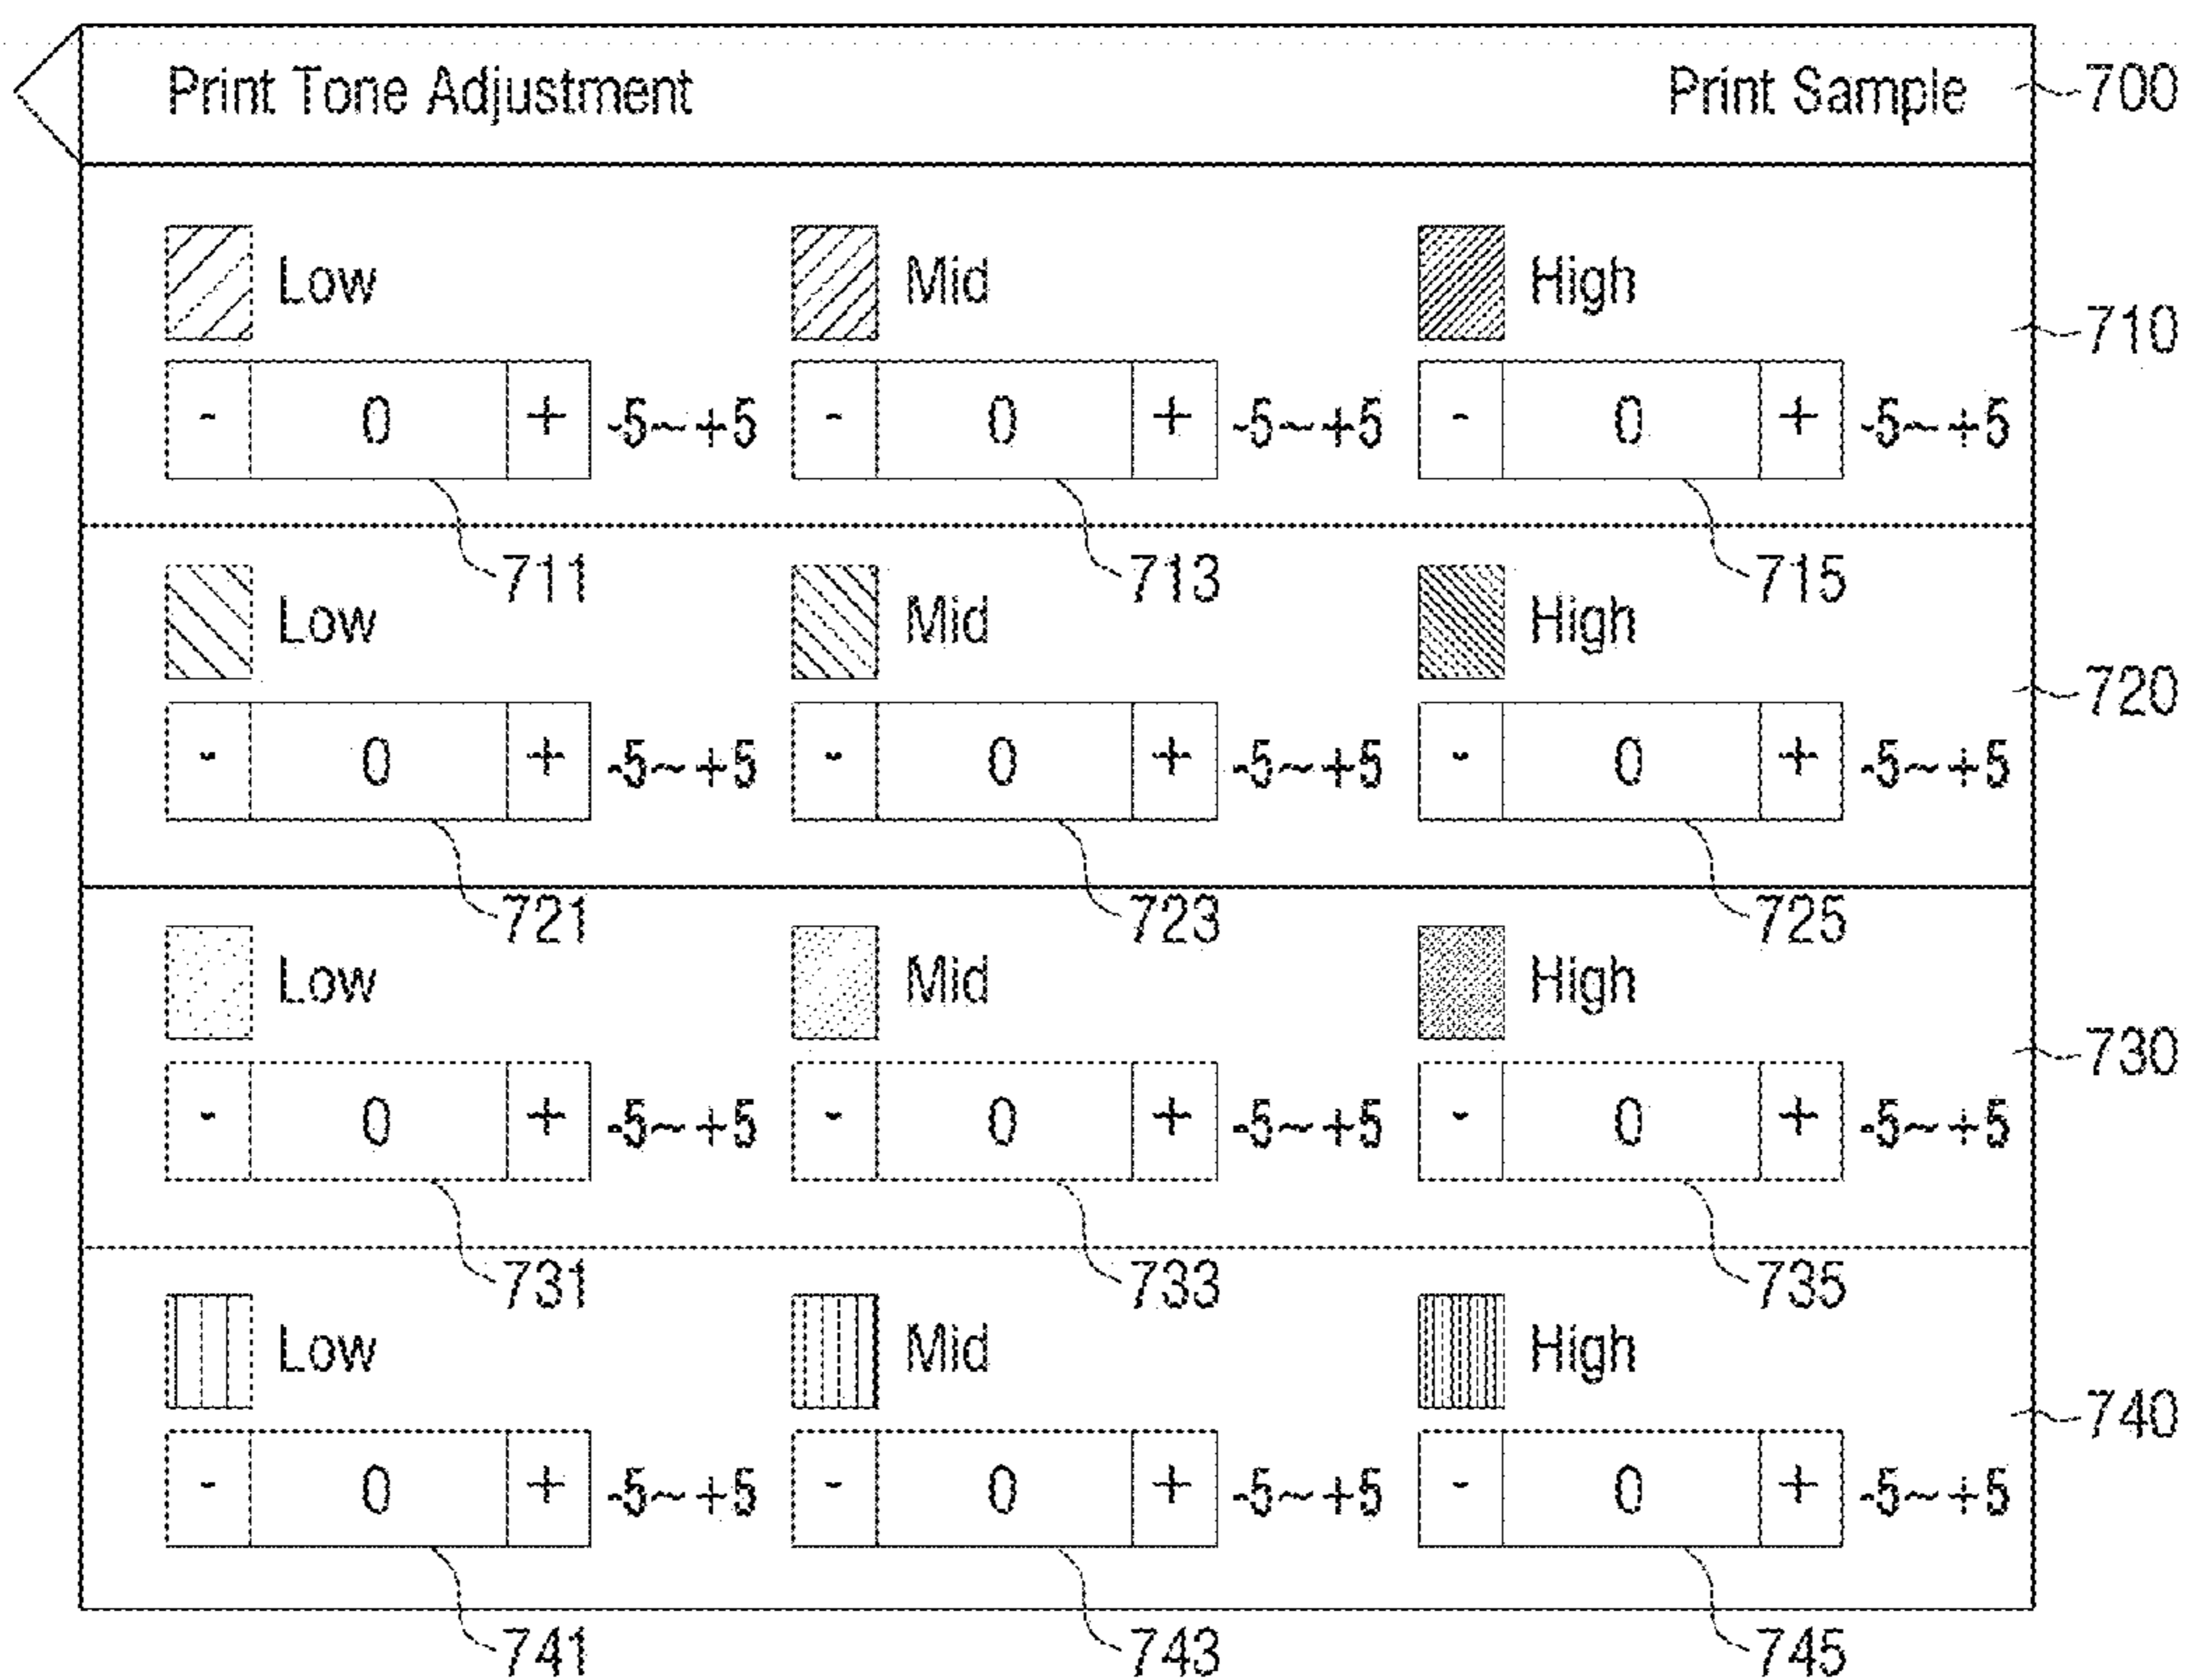 Print Tone Adjustment Print Sample 700
Low Mid High
710
- 0 + -5~+5 - 0 + -5~+5 - 0 + -5~+5
711 713 715
Low Mid High
720
- 0 + -5~+5 - 0 + -5~+5 - 0 + -5~+5
721 723 725
Low Mid High
730
- 0 + -5~+5 - 0 + -5~+5 - 0 + -5~+5
731 733 735
Low Mid High
740
- 0 + -5~+5 - 0 + -5~+5 - 0 + -5~+5
741 743 745